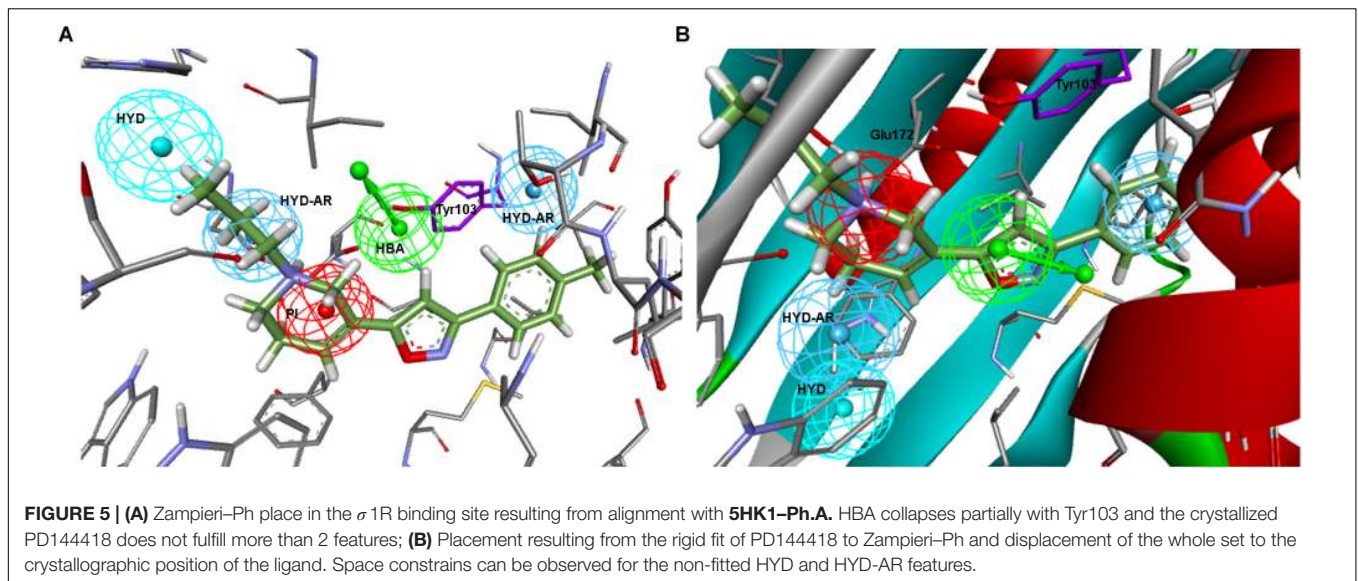 A
B
HYD
HYD-AR
HBA
Tyr103
HYD-AR
PI
Tyr103
Glu172
HYD-AR
HYD
FIGURE 5 | (A) Zampieri–Ph place in the σ1R binding site resulting from alignment with 5HK1–Ph.A. HBA collapses partially with Tyr103 and the crystallized
PD144418 does not fulfill more than 2 features; (B) Placement resulting from the rigid fit of PD144418 to Zampieri–Ph and displacement of the whole set to the
crystallographic position of the ligand. Space constrains can be observed for the non-fitted HYD and HYD-AR features.